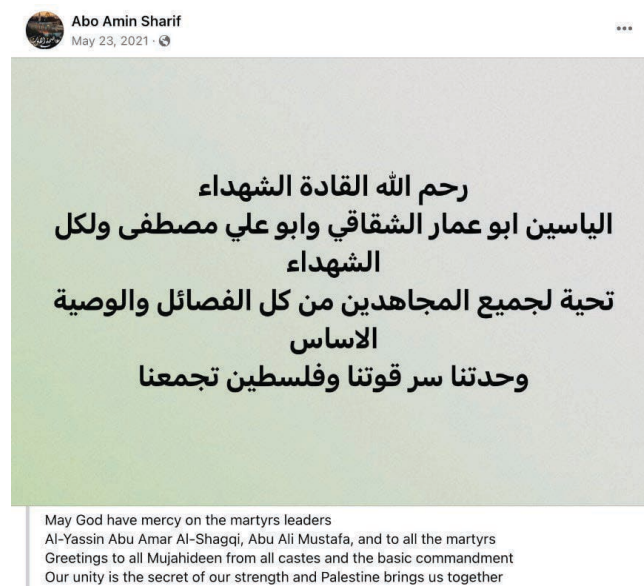 Abo Amin Sharif
May 23, 2021 ·
رحم الله القادة الشهداء
الياسين ابو عمار الشقاقي وابو علي مصطفى ولكل
الشهداء
تحية لجميع المجاهدين من كل الفصائل والوصية
الاساس
وحدتنا سر قوتنا وفلسطين تجمعنا
May God have mercy on the martyrs leaders
Al-Yassin Abu Amar Al-Shagqi, Abu Ali Mustafa, and to all the martyrs
Greetings to all Mujahideen from all castes and the basic commandment
Our unity is the secret of our strength and Palestine brings us together